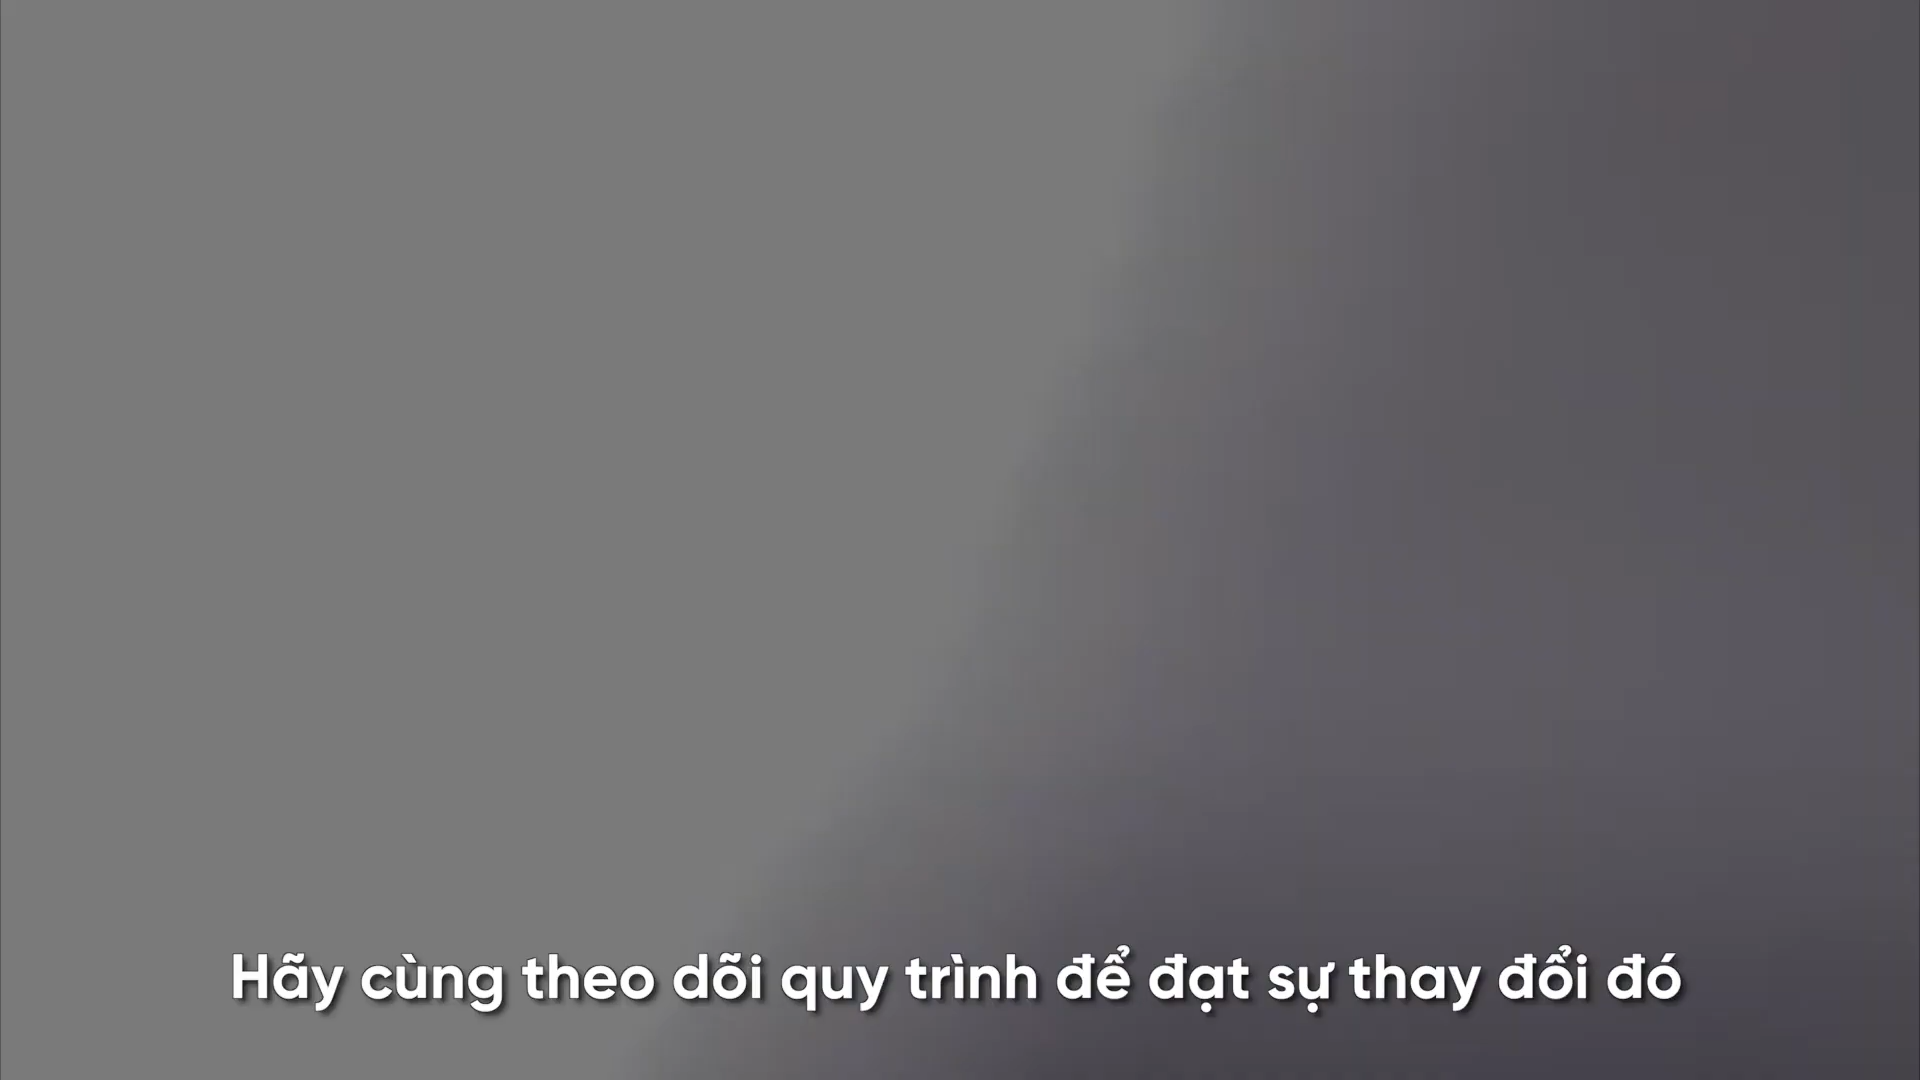 Hãy cùng theo dõi quy trình để đạt sự thay đổi đó